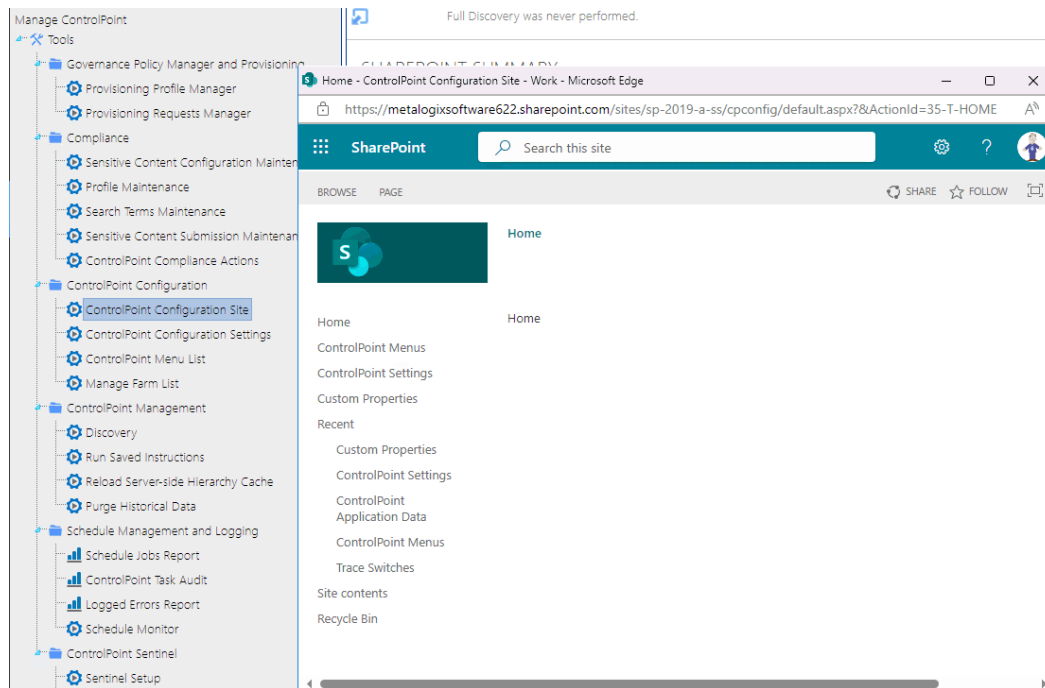 Manage ControlPoint
Tools
Governance Policy Manager and Provisioning
Provisioning Profile Manager
Provisioning Requests Manager
Compliance
Sensitive Content Configuration Mainten
Profile Maintenance
Search Terms Maintenance
Sensitive Content Submission Maintenan
ControlPoint Compliance Actions
ControlPoint Configuration
ControlPoint Configuration Site
ControlPoint Configuration Settings
ControlPoint Menu List
Manage Farm List
ControlPoint Management
Discovery
Run Saved Instructions
Reload Server-side Hierarchy Cache
Purge Historical Data
Schedule Management and Logging
Schedule Jobs Report
ControlPoint Task Audit
Logged Errors Report
Schedule Monitor
ControlPoint Sentinel
Sentinel Setup
Full Discovery was never performed.
SHAREPOINT SUMMARY
Home - ControlPoint Configuration Site - Work - Microsoft Edge
https://metalogixsoftware622.sharepoint.com/sites/sp-2019-a-ss/cpconfig/default.aspx?&ActionId=35-T-HOME
SharePoint
Search this site
BROWSE PAGE
SHARE FOLLOW
S
Home
Home
Home
ControlPoint Menus
ControlPoint Settings
Custom Properties
Recent
Custom Properties
ControlPoint Settings
ControlPoint
Application Data
ControlPoint Menus
Trace Switches
Site contents
Recycle Bin